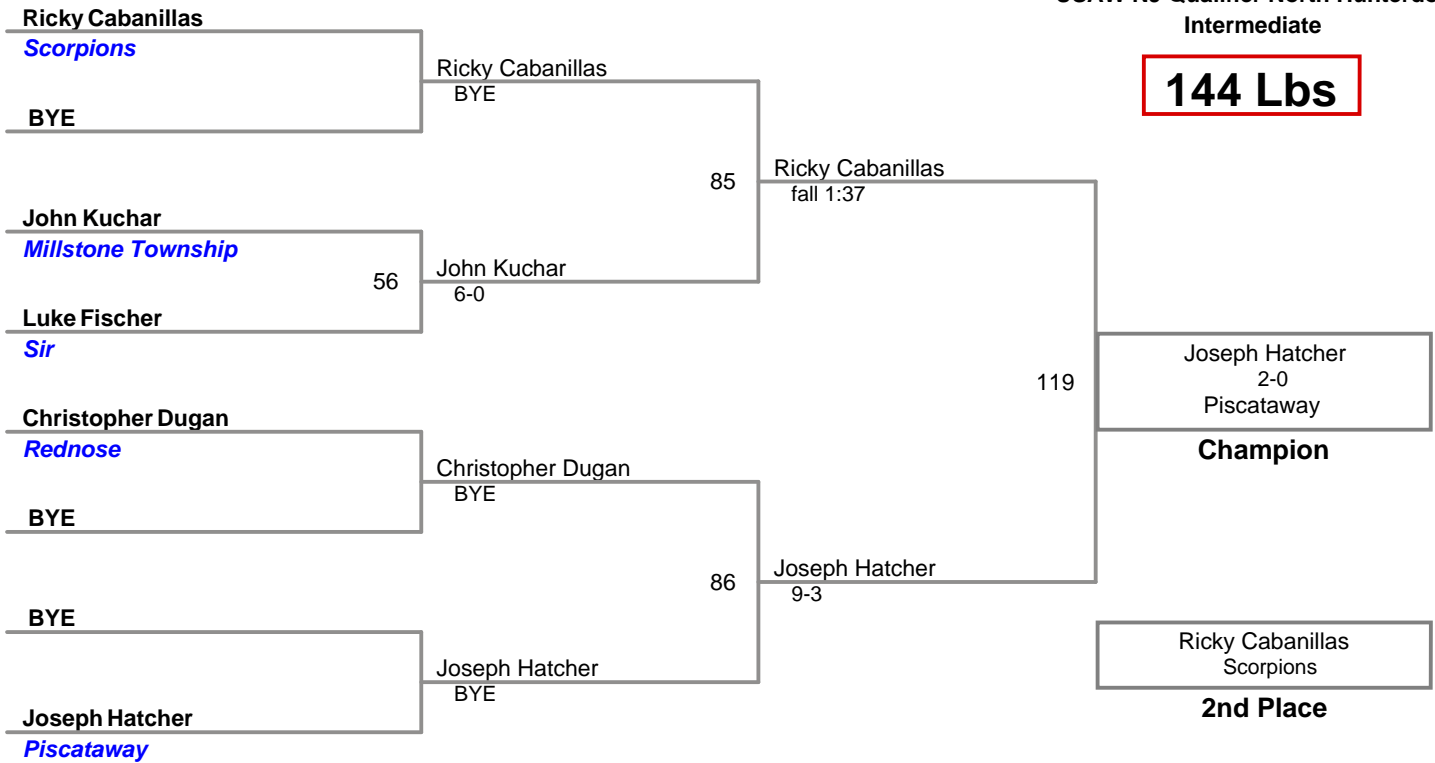 Intermediate
144 Lbs
Ricky Cabanillas
Scorpions
BYE
John Kuchar
Millstone Township
Luke Fischer
Sir
Christopher Dugan
Rednose
BYE
BYE
Joseph Hatcher
Piscataway
Ricky Cabanillas
BYE
56
John Kuchar
6-0
Christopher Dugan
BYE
Joseph Hatcher
BYE
85
Ricky Cabanillas
fall 1:37
86
Joseph Hatcher
9-3
119
Joseph Hatcher
2-0
Piscataway
Champion
Ricky Cabanillas
Scorpions
2nd Place